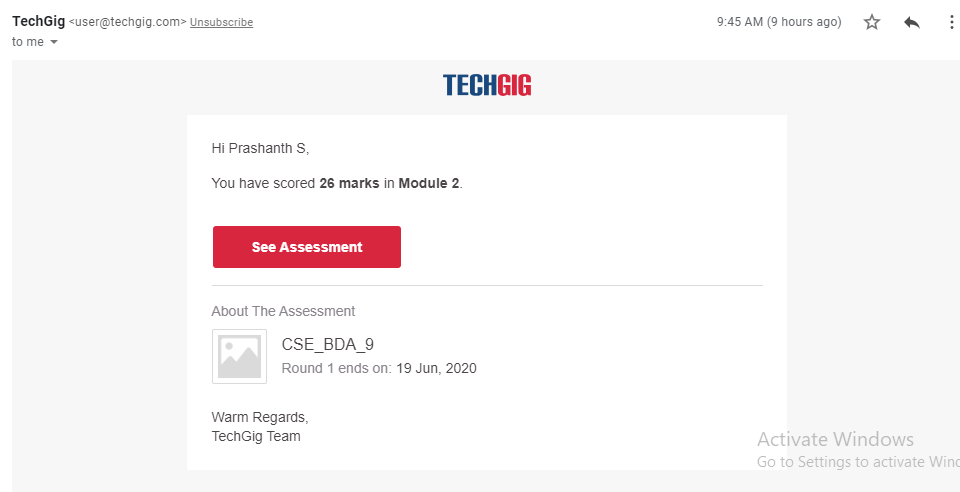 TechGig <user@techgig.com> Unsubscribe 9:45 AM (9 hours ago)
to me
TECHGIG
Hi Prashanth S,
You have scored 26 marks in Module 2.
See Assessment
About The Assessment
CSE_BDA_9
Round 1 ends on: 19 Jun, 2020
Warm Regards,
TechGig Team
Activate Windows
Go to Settings to activate Winc